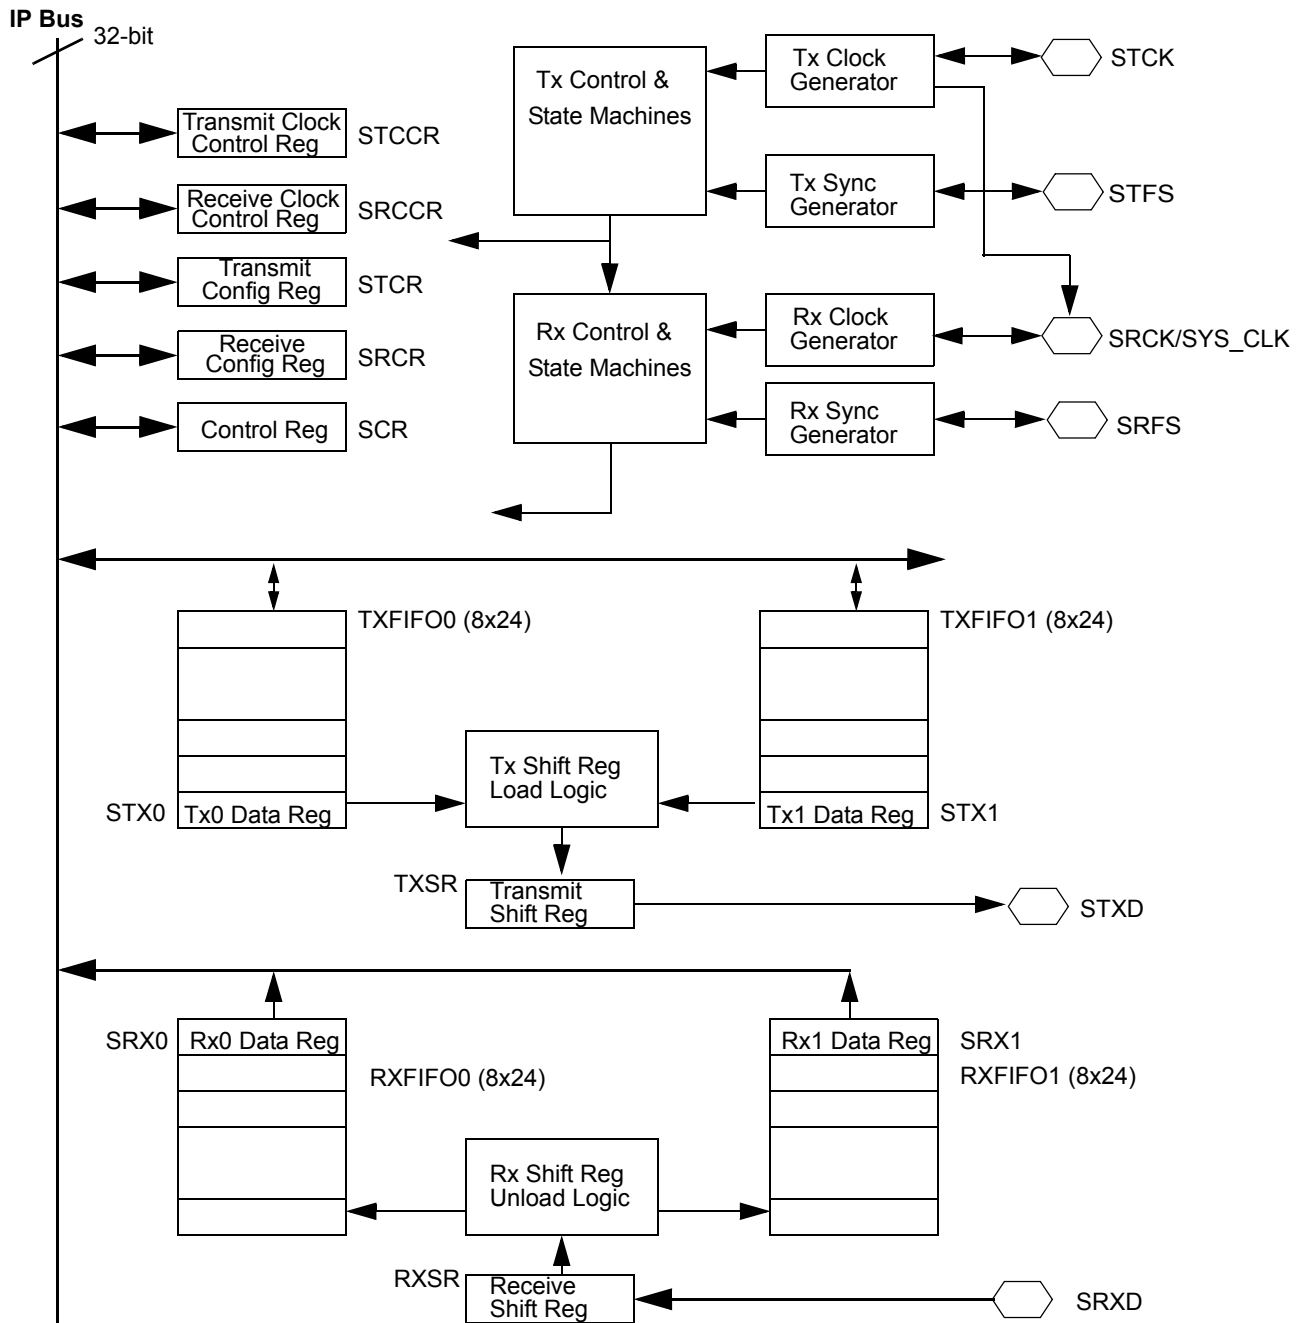 IP Bus
32-bit
Transmit Clock
Control Reg
STCCR
Receive Clock
Control Reg
SRCCR
Transmit
Config Reg
STCR
Receive
Config Reg
SRCR
Control Reg
SCR
Tx Control &
State Machines
Tx Clock
Generator
STCK
Tx Sync
Generator
STFS
Rx Control &
State Machines
Rx Clock
Generator
SRCK/SYS_CLK
Rx Sync
Generator
SRFS
TXFIFO0 (8x24)
TXFIFO1 (8x24)
Tx Shift Reg
Load Logic
STX0
Tx0 Data Reg
Tx1 Data Reg
STX1
TXSR
Transmit
Shift Reg
STXD
SRX0
Rx0 Data Reg
Rx1 Data Reg
SRX1
RXFIFO0 (8x24)
RXFIFO1 (8x24)
Rx Shift Reg
Unload Logic
RXSR
Receive
Shift Reg
SRXD